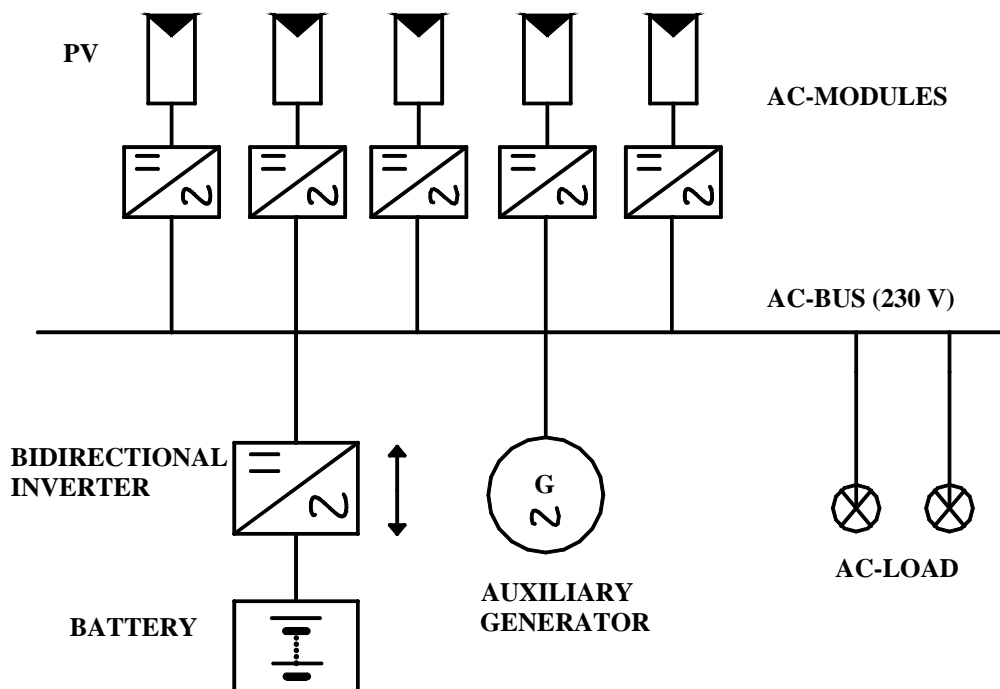 PV
AC-MODULES
AC-BUS (230 V)
BIDIRECTIONAL
INVERTER
G
AC-LOAD
AUXILIARY
GENERATOR
BATTERY